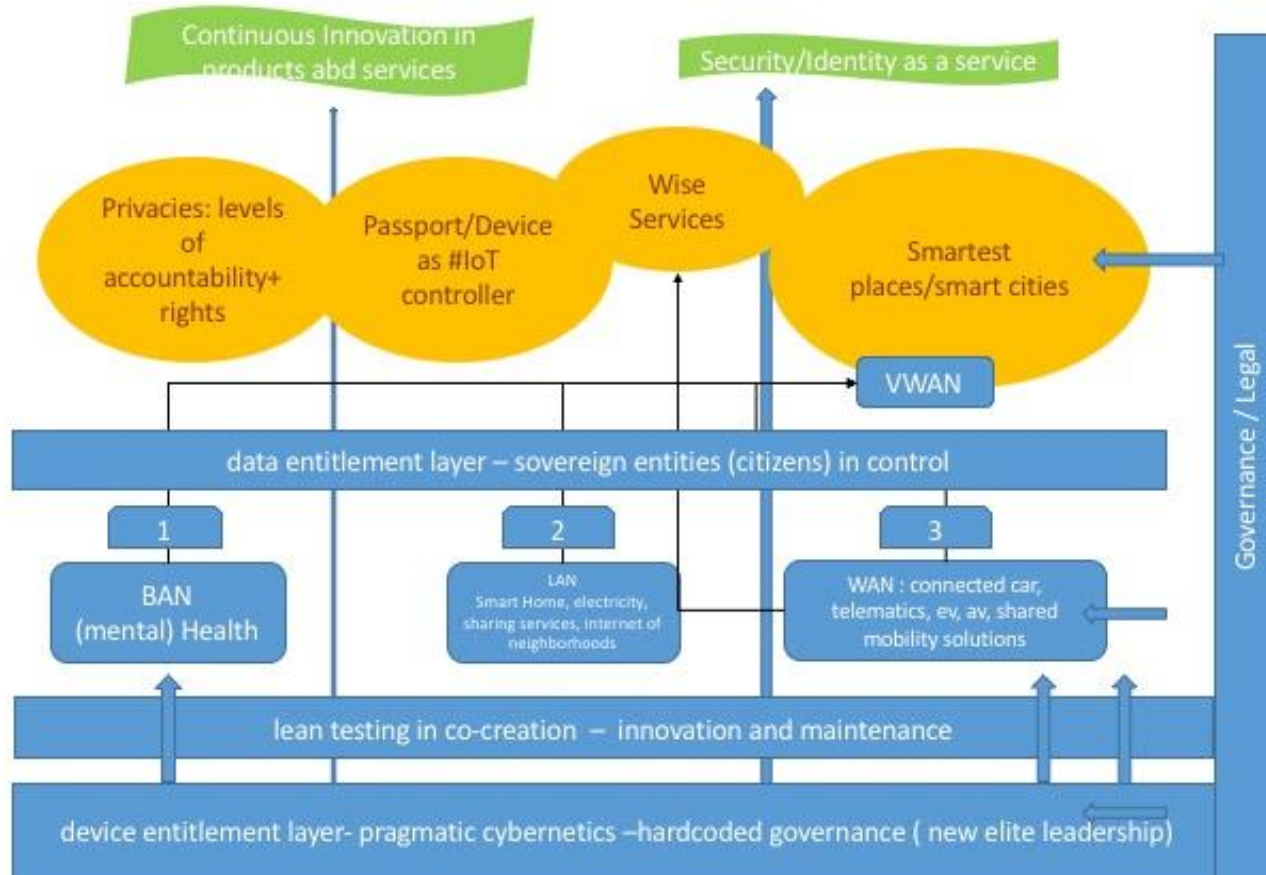 Continuous Innovation in
products abd services
Security/Identity as a service
Privacies: levels
of
accountability+
rights
Passport/Device
as #IoT
controller
Wise
Services
Smartest
places/smart cities
VWAN
Governance / Legal
data entitlement layer – sovereign entities (citizens) in control
1
2
3
BAN
(mental) Health
LAN
Smart Home, electricity,
sharing services, internet of
neighborhoods
WAN : connected car,
telematics, ev, av, shared
mobility solutions
lean testing in co-creation – innovation and maintenance
device entitlement layer- pragmatic cybernetics –hardcoded governance ( new elite leadership)